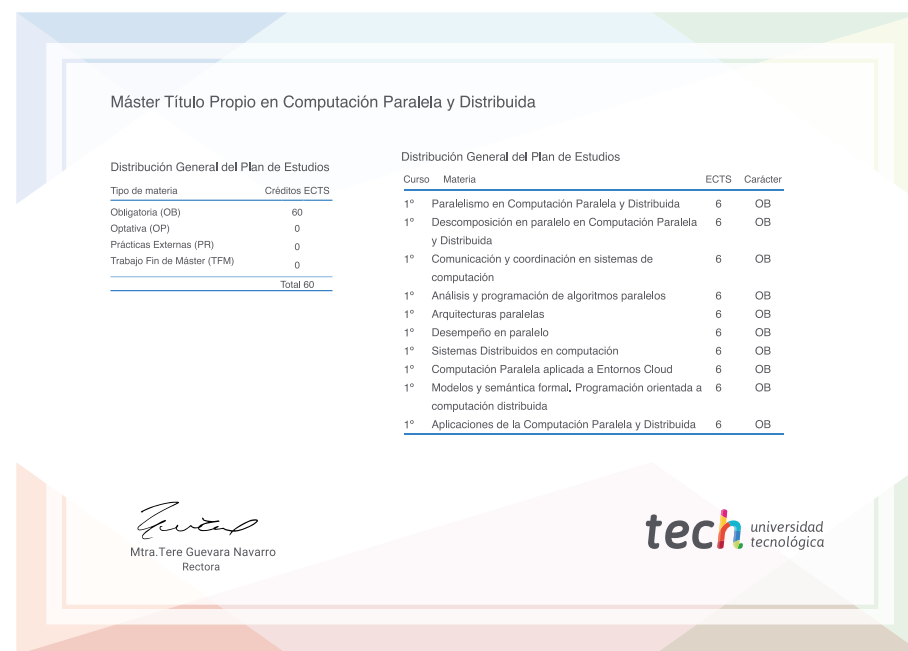 Máster Título Propio en Computación Paralela y Distribuida
Distribución General del Plan de Estudios
Tipo de materia Créditos ECTS
Obligatoria (OB) 60
Optativa (OP) 0
Prácticas Externas (PR) 0
Trabajo Fin de Máster (TFM) 0
Total 60
Distribución General del Plan de Estudios
Curso Materia ECTS Carácter
1º Paralelismo en Computación Paralela y Distribuida 6 OB
1º Descomposición en paralelo en Computación Paralela 6 OB
y Distribuida
1º Comunicación y coordinación en sistemas de 6 OB
computación
1º Análisis y programación de algoritmos paralelos 6 OB
1º Arquitecturas paralelas 6 OB
1º Desempeño en paralelo 6 OB
1º Sistemas Distribuidos en computación 6 OB
1º Computación Paralela aplicada a Entornos Cloud 6 OB
1º Modelos y semántica formal. Programación orientada a 6 OB
computación distribuida
1º Aplicaciones de la Computación Paralela y Distribuida 6 OB
Mtra.Tere Guevara Navarro
Rectora
tech universidad
tecnológica